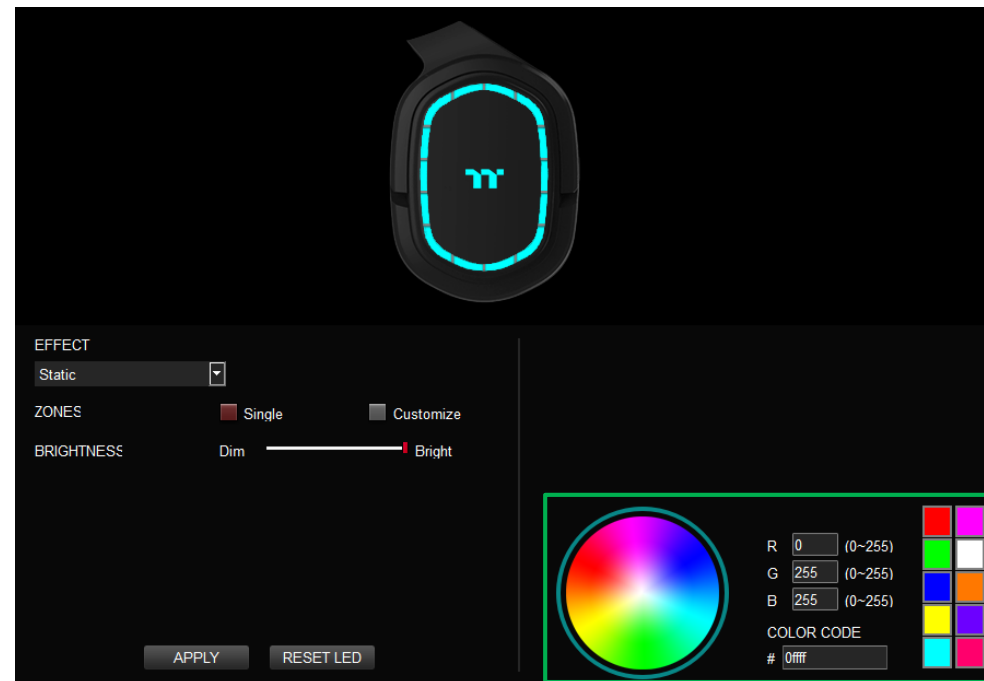 EFFECT
Static
ZONES
Single
Customize
BRIGHTNESS
Dim
Bright
APPLY
RESET LED
R 0 (0~255)
G 255 (0~255)
B 255 (0~255)
COLOR CODE
# 0ffff